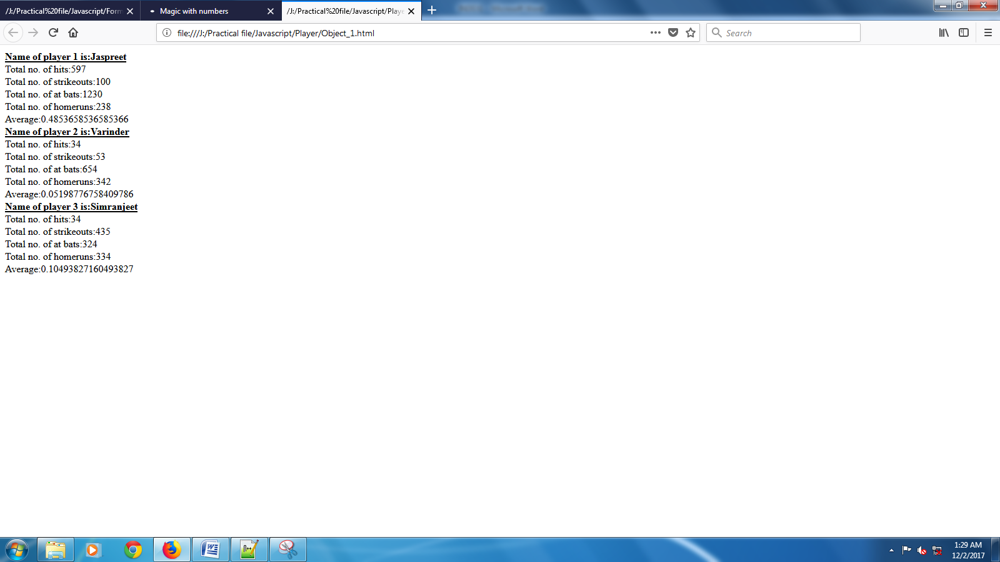 /J:/Practical%20file/Javascript/Form
Magic with numbers
/J:/Practical%20file/Javascript/Playe
file:///J:/Practical file/Javascript/Player/Object_1.html
Search
Name of player 1 is:Jaspreet
Total no. of hits:597
Total no. of strikeouts:100
Total no. of at bats:1230
Total no. of homeruns:238
Average:0.4853658536585366
Name of player 2 is:Varinder
Total no. of hits:34
Total no. of strikeouts:53
Total no. of at bats:654
Total no. of homeruns:342
Average:0.05198776758409786
Name of player 3 is:Simranjeet
Total no. of hits:34
Total no. of strikeouts:435
Total no. of at bats:324
Total no. of homeruns:334
Average:0.10493827160493827
1:29 AM
12/2/2017